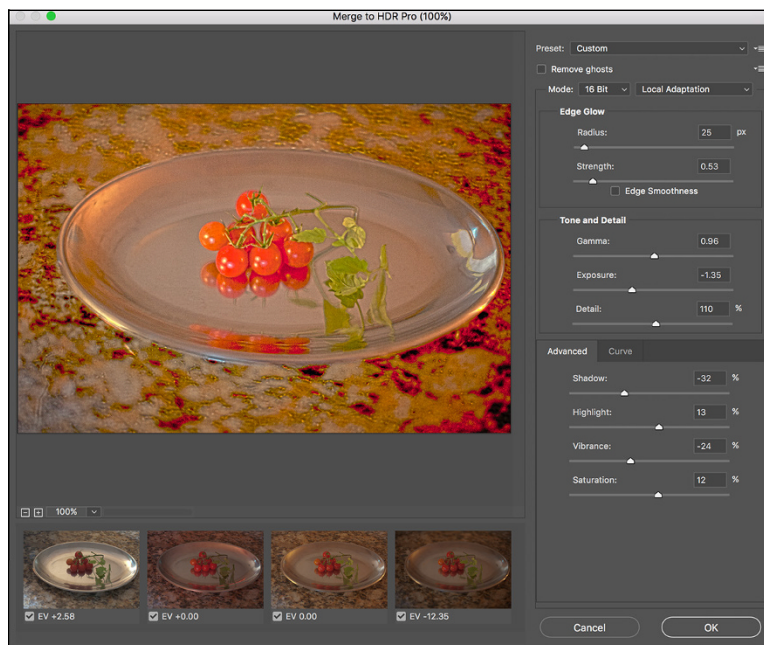 Merge to HDR Pro (100%)
Preset: Custom
Remove ghosts
Mode: 16 Bit Local Adaptation
Edge Glow
Radius: 25 px
Strength: 0.53
Edge Smoothness
Tone and Detail
Gamma: 0.96
Exposure: -1.35
Detail: 110 %
Advanced Curve
Shadow: -32 %
Highlight: 13 %
Vibrance: -24 %
Saturation: 12 %
100%
EV +2.58 EV +0.00 EV 0.00 EV -12.35
Cancel OK